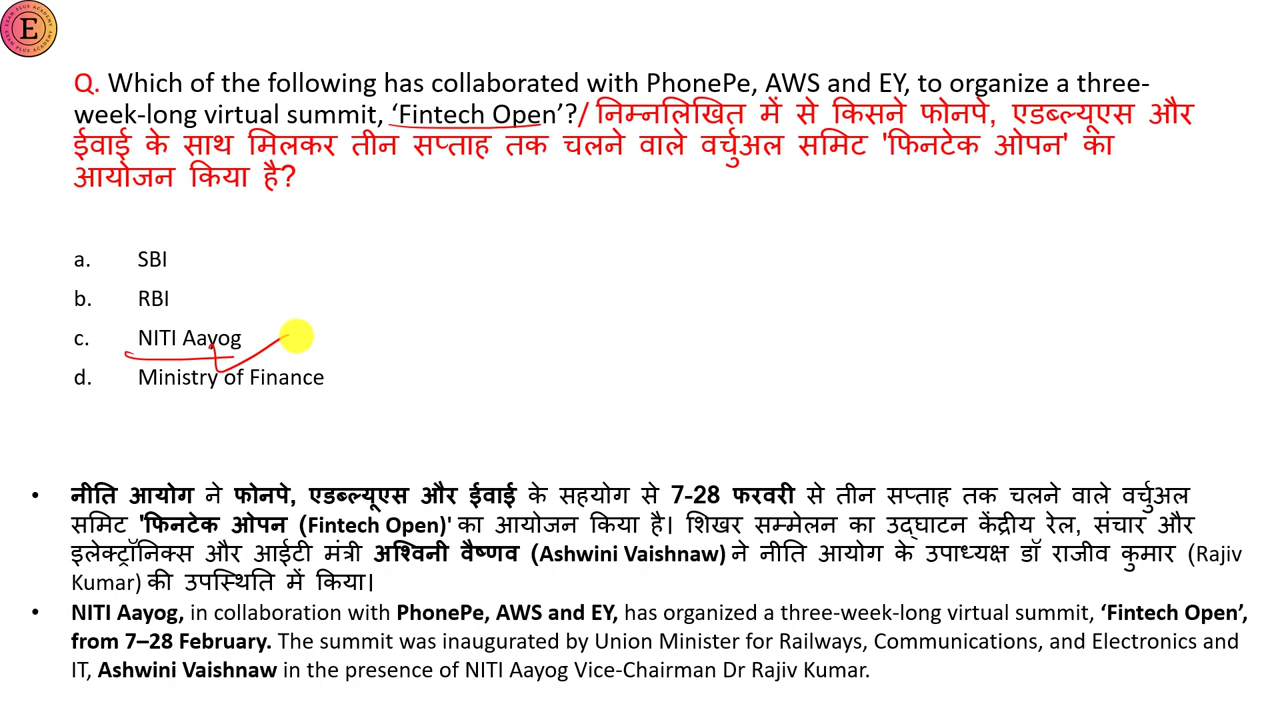 E
Q. Which of the following has collaborated with PhonePe, AWS and EY, to organize a three-
week-long virtual summit, ‘Fintech Open’?/ निम्नलिखित में से किसने फोनपे, एडब्ल्यूएस और
ईवाई के साथ मिलकर तीन सप्ताह तक चलने वाले वर्चुअल समिट 'फिनटेक ओपन' का
आयोजन किया है?
a. SBI
b. RBI
c. NITI Aayog
d. Ministry of Finance
• नीति आयोग ने फोनपे, एडब्ल्यूएस और ईवाई के सहयोग से 7-28 फरवरी से तीन सप्ताह तक चलने वाले वर्चुअल
समिट 'फिनटेक ओपन (Fintech Open)' का आयोजन किया है। शिखर सम्मेलन का उद्घाटन केंद्रीय रेल, संचार और
इलेक्ट्रॉनिक्स और आईटी मंत्री अश्विनी वैष्णव (Ashwini Vaishnaw) ने नीति आयोग के उपाध्यक्ष डॉ राजीव कुमार (Rajiv
Kumar) की उपस्थिति में किया।
• NITI Aayog, in collaboration with PhonePe, AWS and EY, has organized a three-week-long virtual summit, ‘Fintech Open’,
from 7–28 February. The summit was inaugurated by Union Minister for Railways, Communications, and Electronics and
IT, Ashwini Vaishnaw in the presence of NITI Aayog Vice-Chairman Dr Rajiv Kumar.